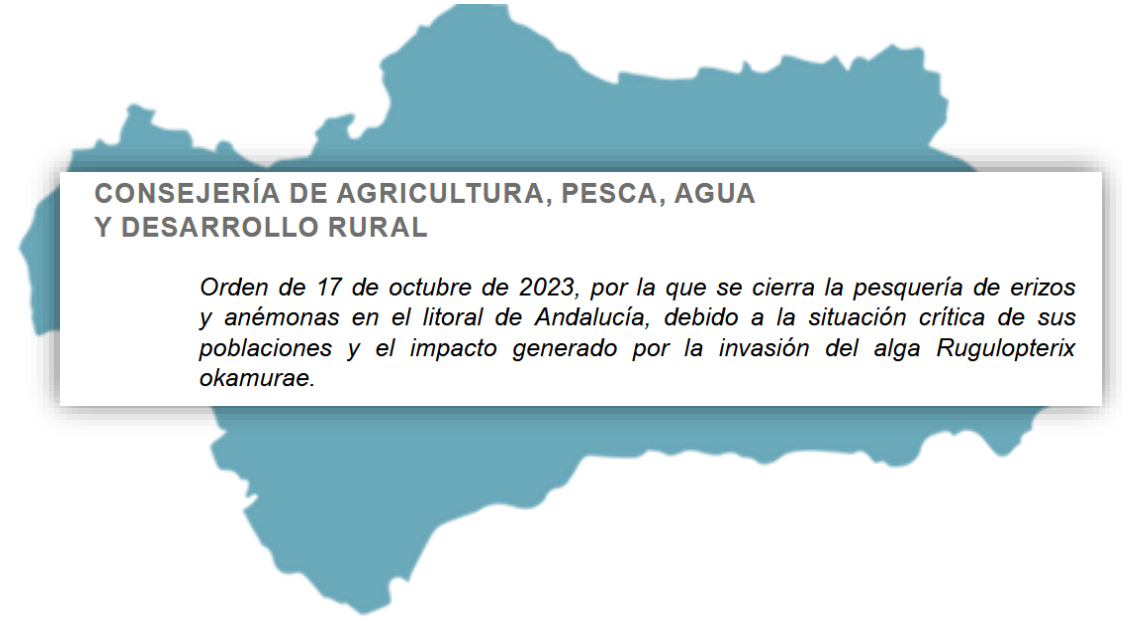 CONSEJERÍA DE AGRICULTURA, PESCA, AGUA
Y DESARROLLO RURAL
Orden de 17 de octubre de 2023, por la que se cierra la pesquería de erizos
y anémonas en el litoral de Andalucía, debido a la situación crítica de sus
poblaciones y el impacto generado por la invasión del alga Rugulopterix
okamurae.